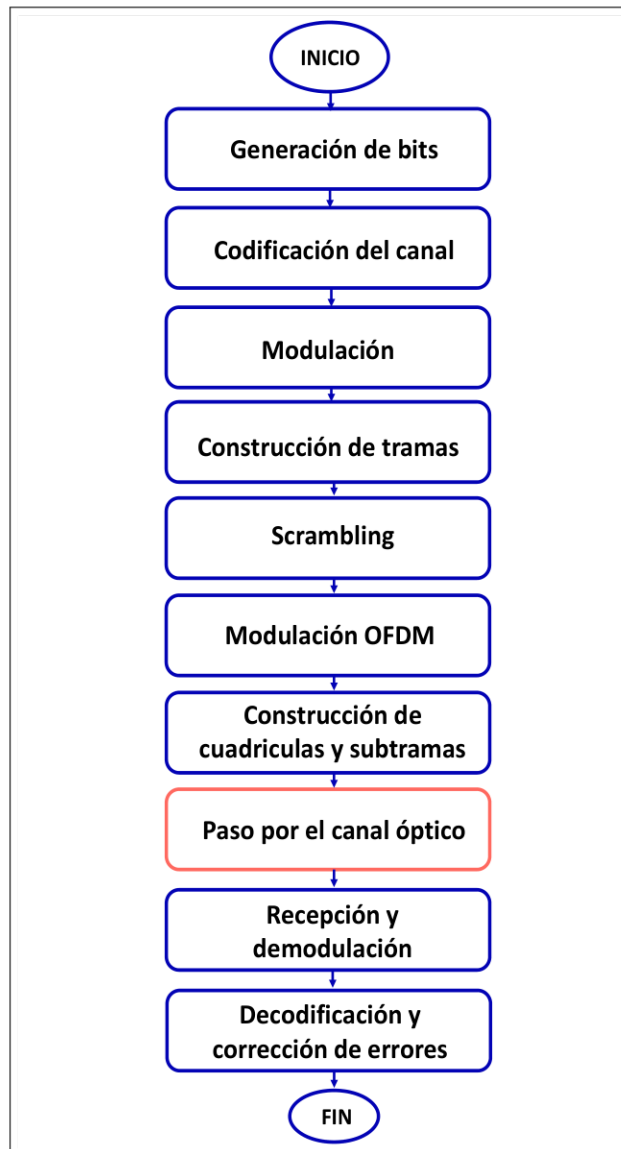 INICIO
Generación de bits
Codificación del canal
Modulación
Construcción de tramas
Scrambling
Modulación OFDM
Construcción de
cuadriculas y subtramas
Paso por el canal óptico
Recepción y
demodulación
Decodificación y
corrección de errores
FIN